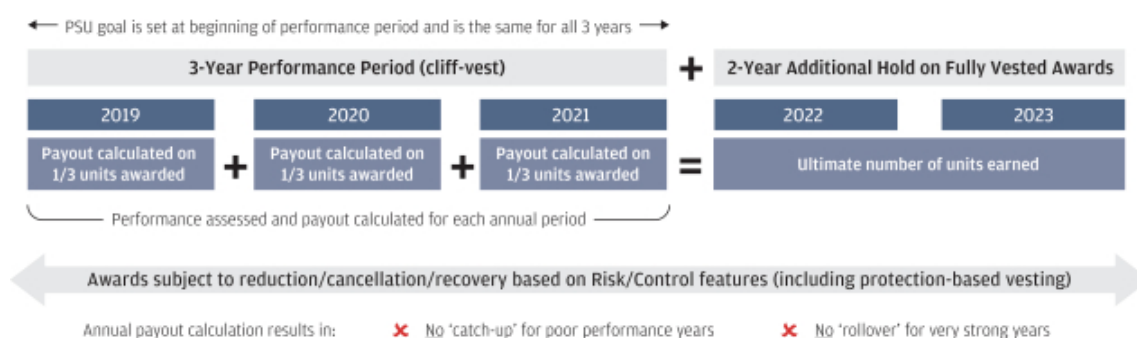 PSU goal is set at beginning of performance period and is the same for all 3 years
3-Year Performance Period (cliff-vest)
+
2-Year Additional Hold on Fully Vested Awards
2019
2020
2021
2022
2023
Payout calculated on
1/3 units awarded
+
Payout calculated on
1/3 units awarded
+
Payout calculated on
1/3 units awarded
=
Ultimate number of units earned
Performance assessed and payout calculated for each annual period
Awards subject to reduction/cancellation/recovery based on Risk/Control features (including protection-based vesting)
Annual payout calculation results in:
No ‘catch-up’ for poor performance years
No ‘rollover’ for very strong years